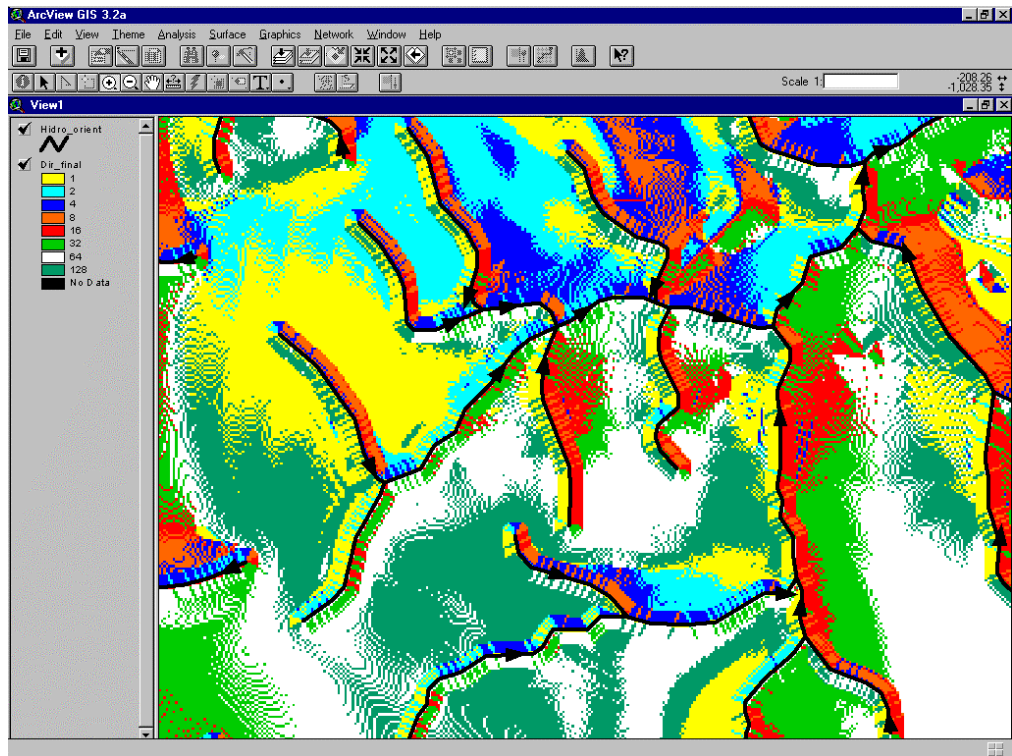 ArcView GIS 3.2a
File Edit View Theme Analysis Surface Graphics Network Window Help
T
Scale 1:
-208.26
-1,028.35
View1
Hidro_orient
Dir_final
1
2
4
8
16
32
64
128
No Data